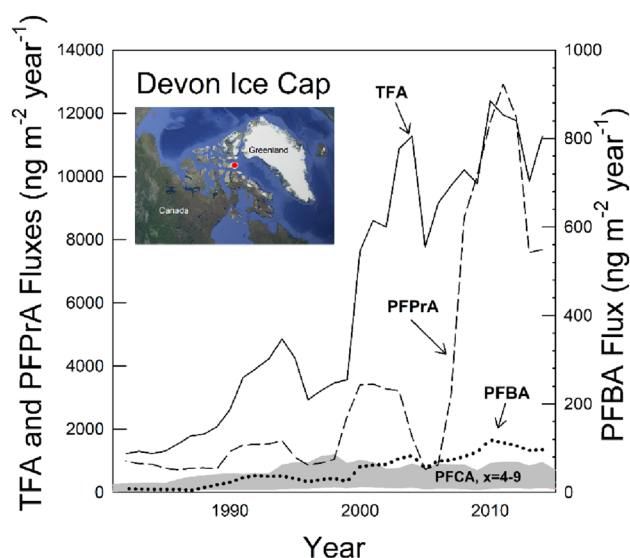 TFA and PFPrA Fluxes (ng m-2 year-1)
14000
12000
10000
8000
6000
4000
2000
0
Devon Ice Cap
Greenland
Canada
TFA
PFPrA
PFBA
PFCA, x=4-9
1990
2000
2010
Year
1000
800
600
400
200
0
PFBA Flux (ng m-2 year-1)